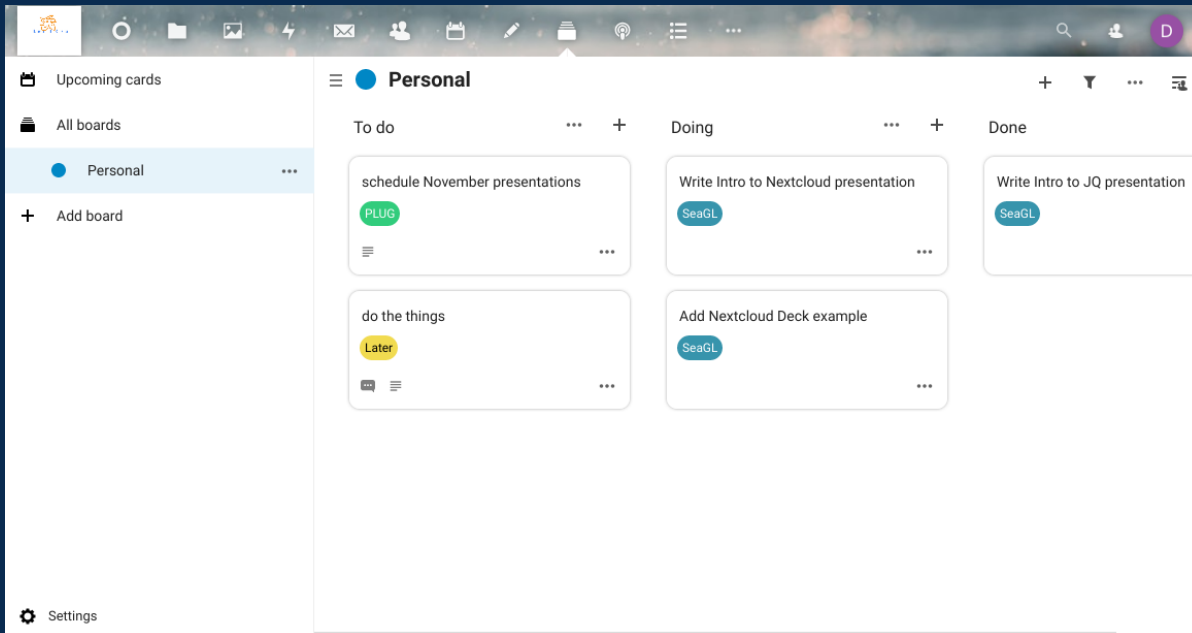 D
Upcoming cards
All boards
Personal
Add board
Settings
Personal
To do
schedule November presentations
PLUG
do the things
Later
Doing
Write Intro to Nextcloud presentation
SeaGL
Add Nextcloud Deck example
SeaGL
Done
Write Intro to JQ presentation
SeaGL